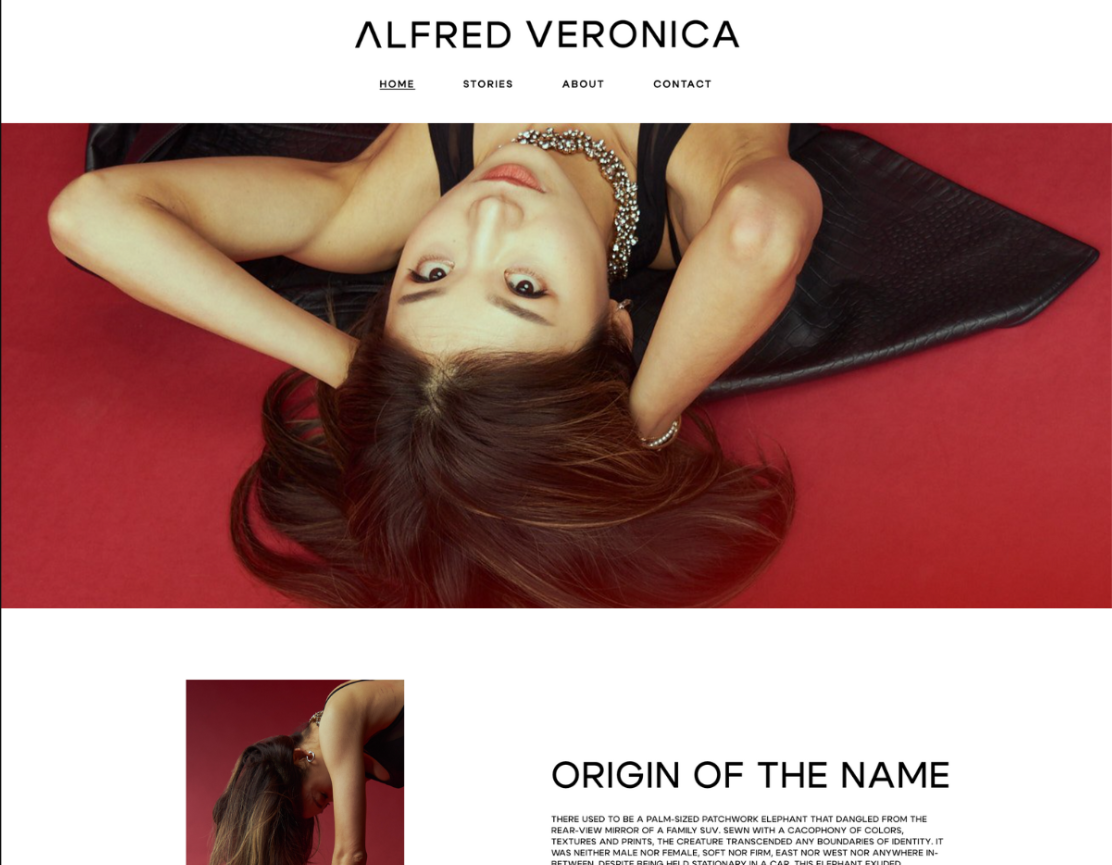 ALFRED VERONICA
HOME STORIES ABOUT CONTACT
ORIGIN OF THE NAME
THERE USED TO BE A PALM-SIZED PATCHWORK ELEPHANT THAT DANGLED FROM THE
REAR-VIEW MIRROR OF A FAMILY SUV. SEWN WITH A CACOPHONY OF COLORS,
TEXTURES AND PRINTS, THE CREATURE TRANSCENDED ANY BOUNDARIES OF IDENTITY. IT
WAS NEITHER MALE NOR FEMALE, SOFT NOR FIRM, EAST NOR WEST NOR ANYWHERE IN-
BETWEEN. DESPITE BEING HELD STATIONARY IN A CAR, THIS ELEPHANT EXUDED